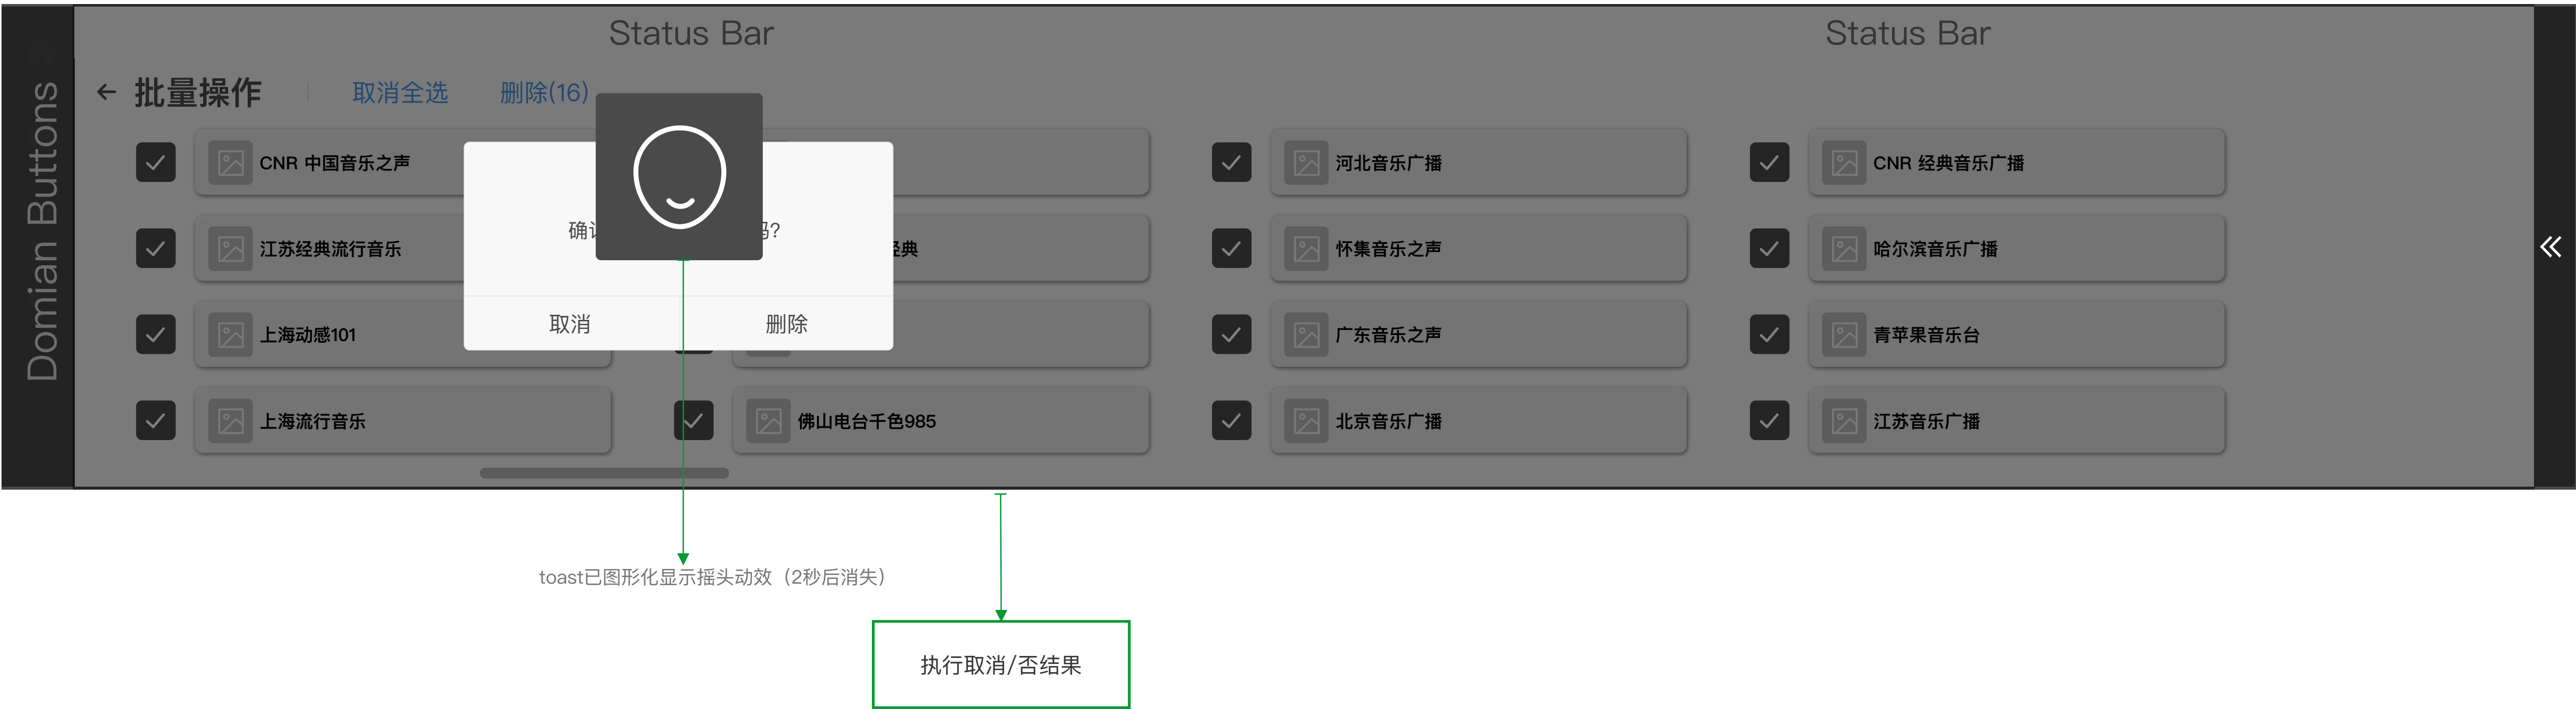 Status Bar
Status Bar
Domian Buttons
批量操作
取消全选
删除(16)
CNR 中国音乐之声
河北音乐广播
CNR 经典音乐广播
确
吗?
江苏经典流行音乐
经典
怀集音乐之声
哈尔滨音乐广播
取消
删除
上海动感101
广东音乐之声
青苹果音乐台
上海流行音乐
佛山电台千色985
北京音乐广播
江苏音乐广播
toast已图形化显示摇头动效（2秒后消失）
执行取消/否结果